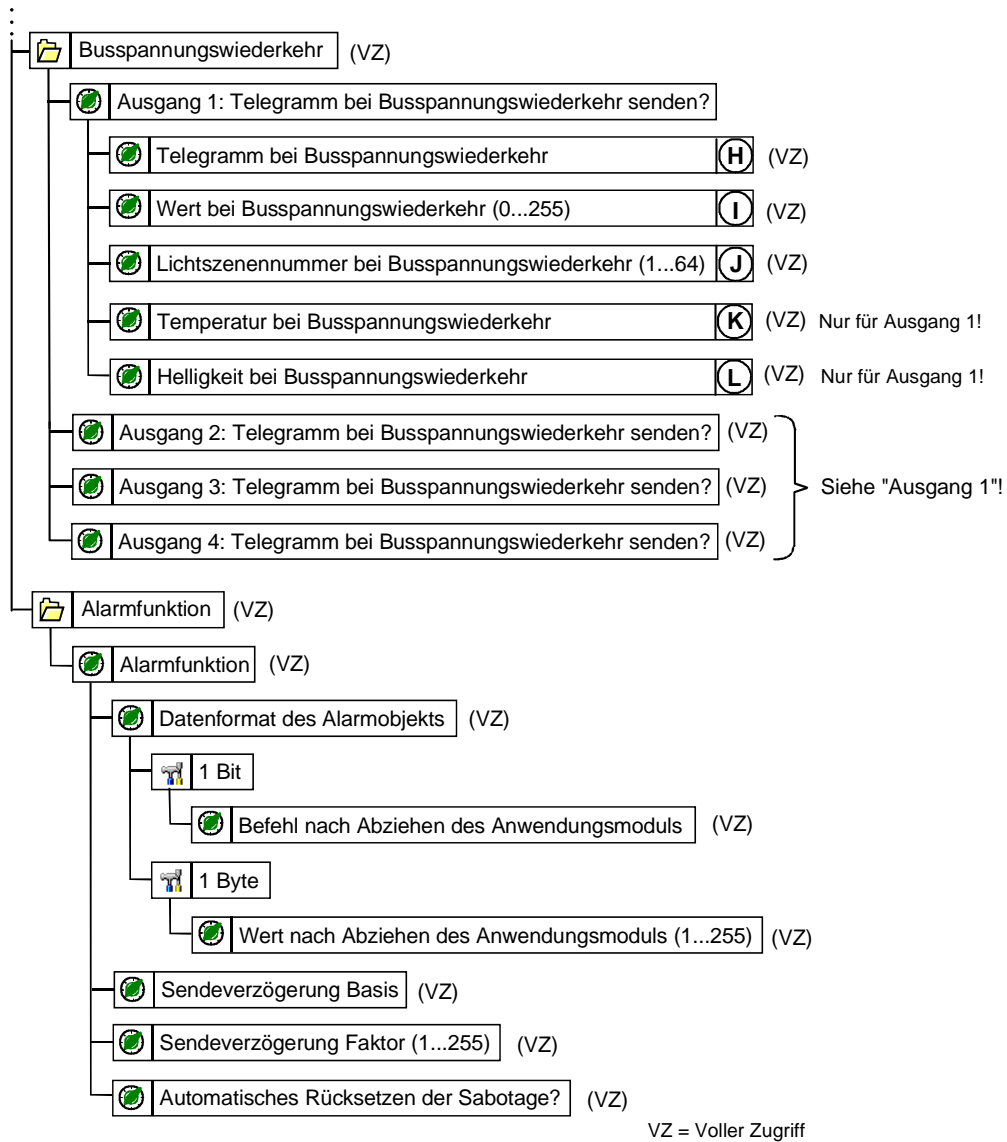 Busspannungswiederkehr (VZ)
Ausgang 1: Telegramm bei Busspannungswiederkehr senden?
Telegramm bei Busspannungswiederkehr H (VZ)
Wert bei Busspannungswiederkehr (0...255) I (VZ)
Lichtszenennummer bei Busspannungswiederkehr (1...64) J (VZ)
Temperatur bei Busspannungswiederkehr K (VZ) Nur für Ausgang 1!
Helligkeit bei Busspannungswiederkehr L (VZ) Nur für Ausgang 1!
Ausgang 2: Telegramm bei Busspannungswiederkehr senden? (VZ)
Ausgang 3: Telegramm bei Busspannungswiederkehr senden? (VZ) Siehe "Ausgang 1"!
Ausgang 4: Telegramm bei Busspannungswiederkehr senden? (VZ)
Alarmfunktion (VZ)
Alarmfunktion (VZ)
Datenformat des Alarmobjekts (VZ)
1 Bit
Befehl nach Abziehen des Anwendungsmoduls (VZ)
1 Byte
Wert nach Abziehen des Anwendungsmoduls (1...255) (VZ)
Sendeverzögerung Basis (VZ)
Sendeverzögerung Faktor (1...255) (VZ)
Automatisches Rücksetzen der Sabotage? (VZ)
VZ = Voller Zugriff